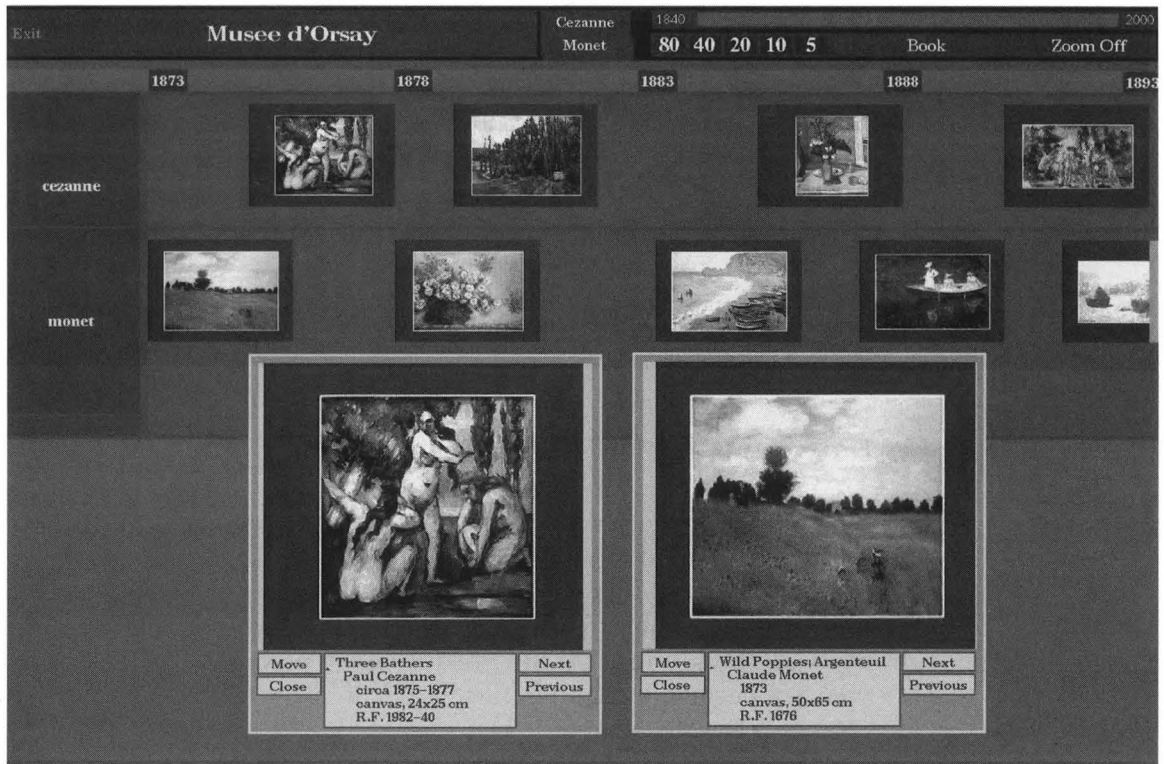 Exit
Musee d'Orsay
Cezanne
Monet
1840
2000
80 40 20 10 5
Book
Zoom Off
1873
1878
1883
1888
1893
cezanne
monet
Move
Close
Three Bathers
Paul Cezanne
circa 1875-1877
canvas, 24x25 cm
R.F. 1982-40
Next
Previous
Move
Close
Wild Poppies; Argenteuil
Claude Monet
1873
canvas, 50x65 cm
R.F. 1676
Next
Previous